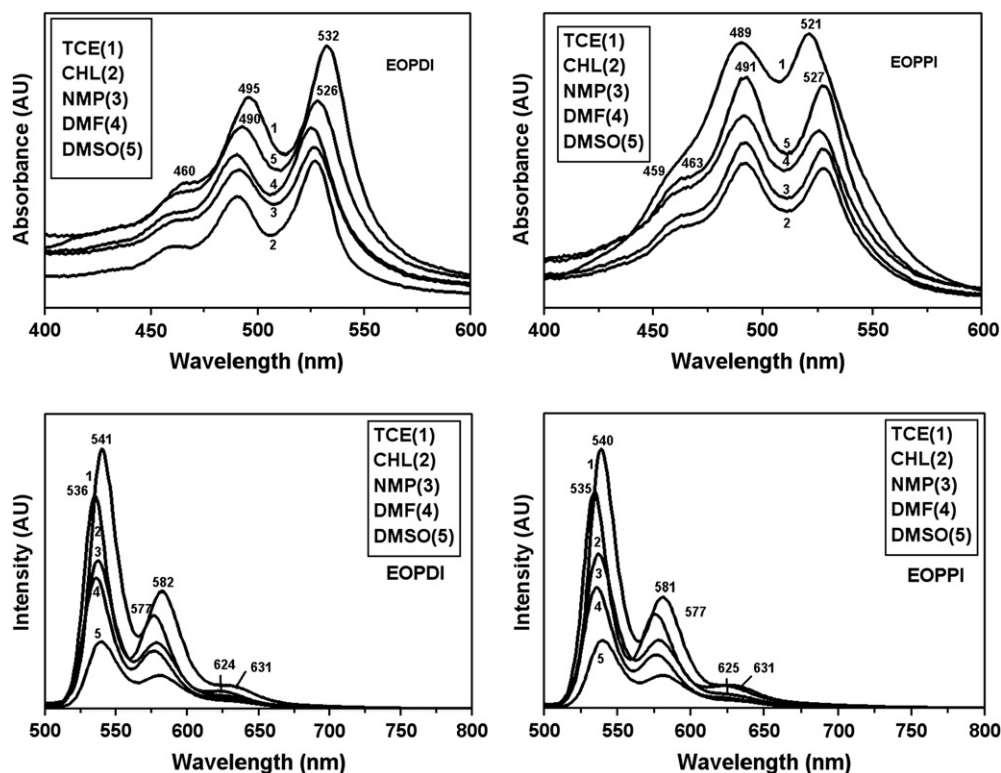 TCE(1)
CHL(2)
NMP(3)
DMF(4)
DMSO(5)
EOPDI
532
495
526
490
460
1
5
4
3
2
Absorbance (AU)
400 450 500 550 600
Wavelength (nm)
TCE(1)
CHL(2)
NMP(3)
DMF(4)
DMSO(5)
EOPPI
521
489
1
491
527
459
463
5
4
3
2
Absorbance (AU)
400 450 500 550 600
Wavelength (nm)
TCE(1)
CHL(2)
NMP(3)
DMF(4)
DMSO(5)
EOPDI
541
1
536
2
3
4
5
582
577
624
631
Intensity (AU)
500 550 600 650 700 750 800
Wavelength (nm)
TCE(1)
CHL(2)
NMP(3)
DMF(4)
DMSO(5)
EOPPI
540
1
535
2
3
4
5
581
577
625
631
Intensity (AU)
500 550 600 650 700 750 800
Wavelength (nm)